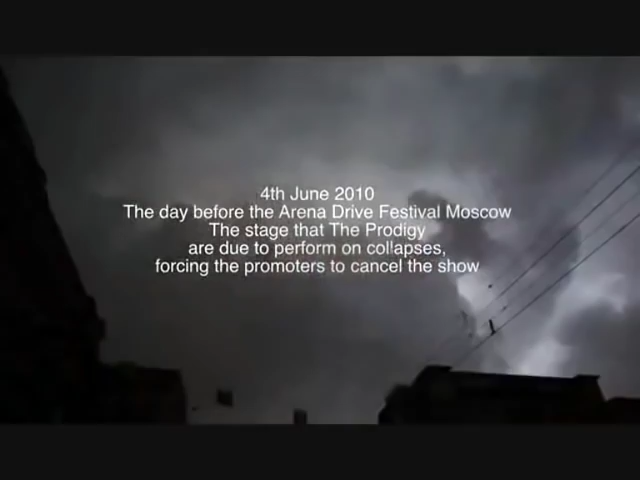 4th June 2010
The day before the Arena Drive Festival Moscow
The stage that The Prodigy
are due to perform on collapses,
forcing the promoters to cancel the show